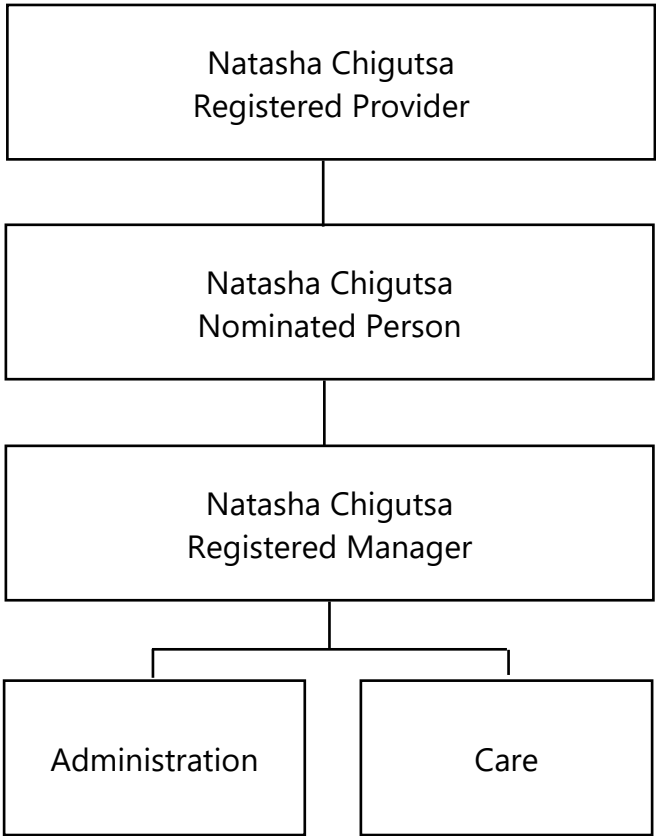 Natasha Chigutsa
Registered Provider
Natasha Chigutsa
Nominated Person
Natasha Chigutsa
Registered Manager
Administration
Care